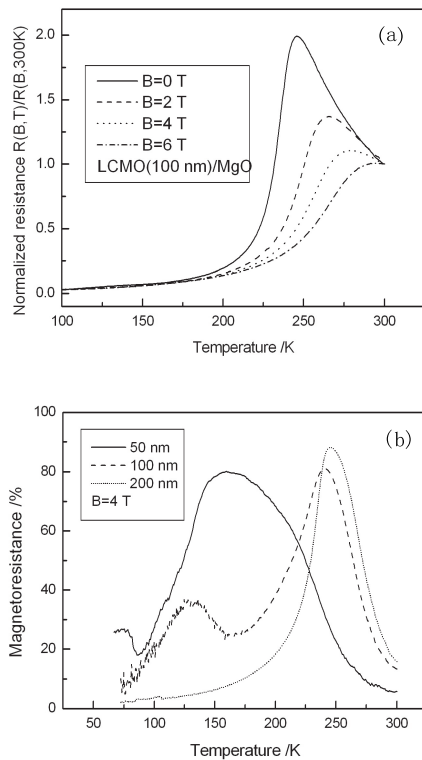 (a)
Normalized resistance R(B,T)/R(B,300K)
2.0
1.5
1.0
0.5
0.0
B=0 T
B=2 T
B=4 T
B=6 T
LCMO(100 nm)/MgO
100 150 200 250 300
Temperature /K
(b)
Magnetoresistance /%
100
80
60
40
20
0
50 nm
100 nm
200 nm
B=4 T
50 100 150 200 250 300
Temperature /K